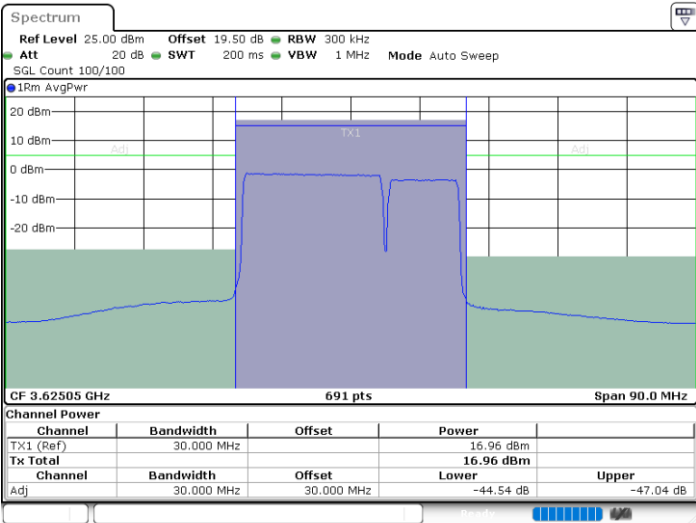 Spectrum
Ref Level 25.00 dBm Offset 19.50 dB RBW 300 kHz
Att 20 dB SWT 200 ms VBW 1 MHz Mode Auto Sweep
SGL Count 100/100
1Rm AvgPwr
20 dBm
TX1
10 dBm
Adj Adj
0 dBm
-10 dBm
-20 dBm
CF 3.62505 GHz 691 pts Span 90.0 MHz
Channel Power
Channel Bandwidth Offset Power
TX1 (Ref) 30.000 MHz 16.96 dBm
Tx Total 16.96 dBm
Channel Bandwidth Offset Lower Upper
Adj 30.000 MHz 30.000 MHz -44.54 dB -47.04 dB
Ready